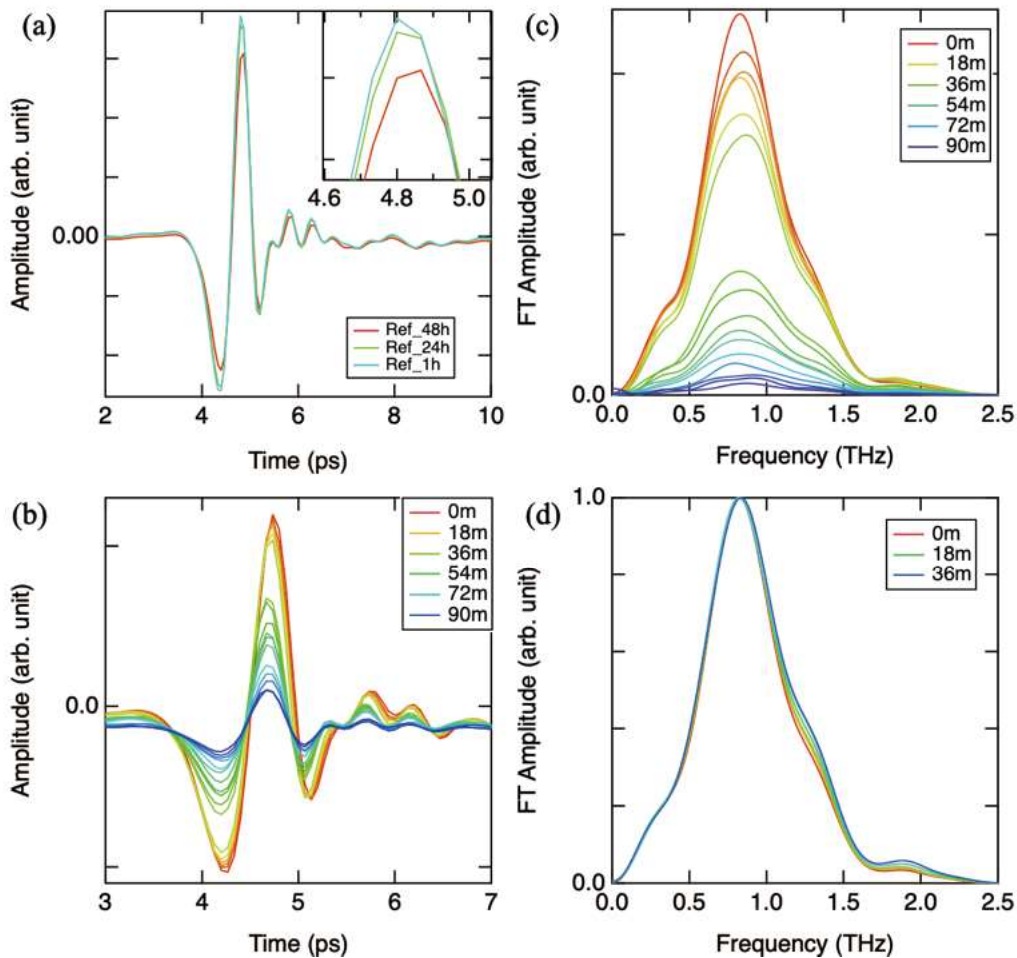 (a)
Amplitude (arb. unit)
0.00
4.6
4.8
5.0
Ref_48h
Ref_24h
Ref_1h
2
4
6
8
10
Time (ps)
(c)
FT Amplitude (arb. unit)
0m
18m
36m
54m
72m
90m
0.0
0.0
0.5
1.0
1.5
2.0
2.5
Frequency (THz)
(b)
Amplitude (arb. unit)
0.0
0m
18m
36m
54m
72m
90m
3
4
5
6
7
Time (ps)
(d)
FT Amplitude (arb. unit)
1.0
0m
18m
36m
0.0
0.0
0.5
1.0
1.5
2.0
2.5
Frequency (THz)